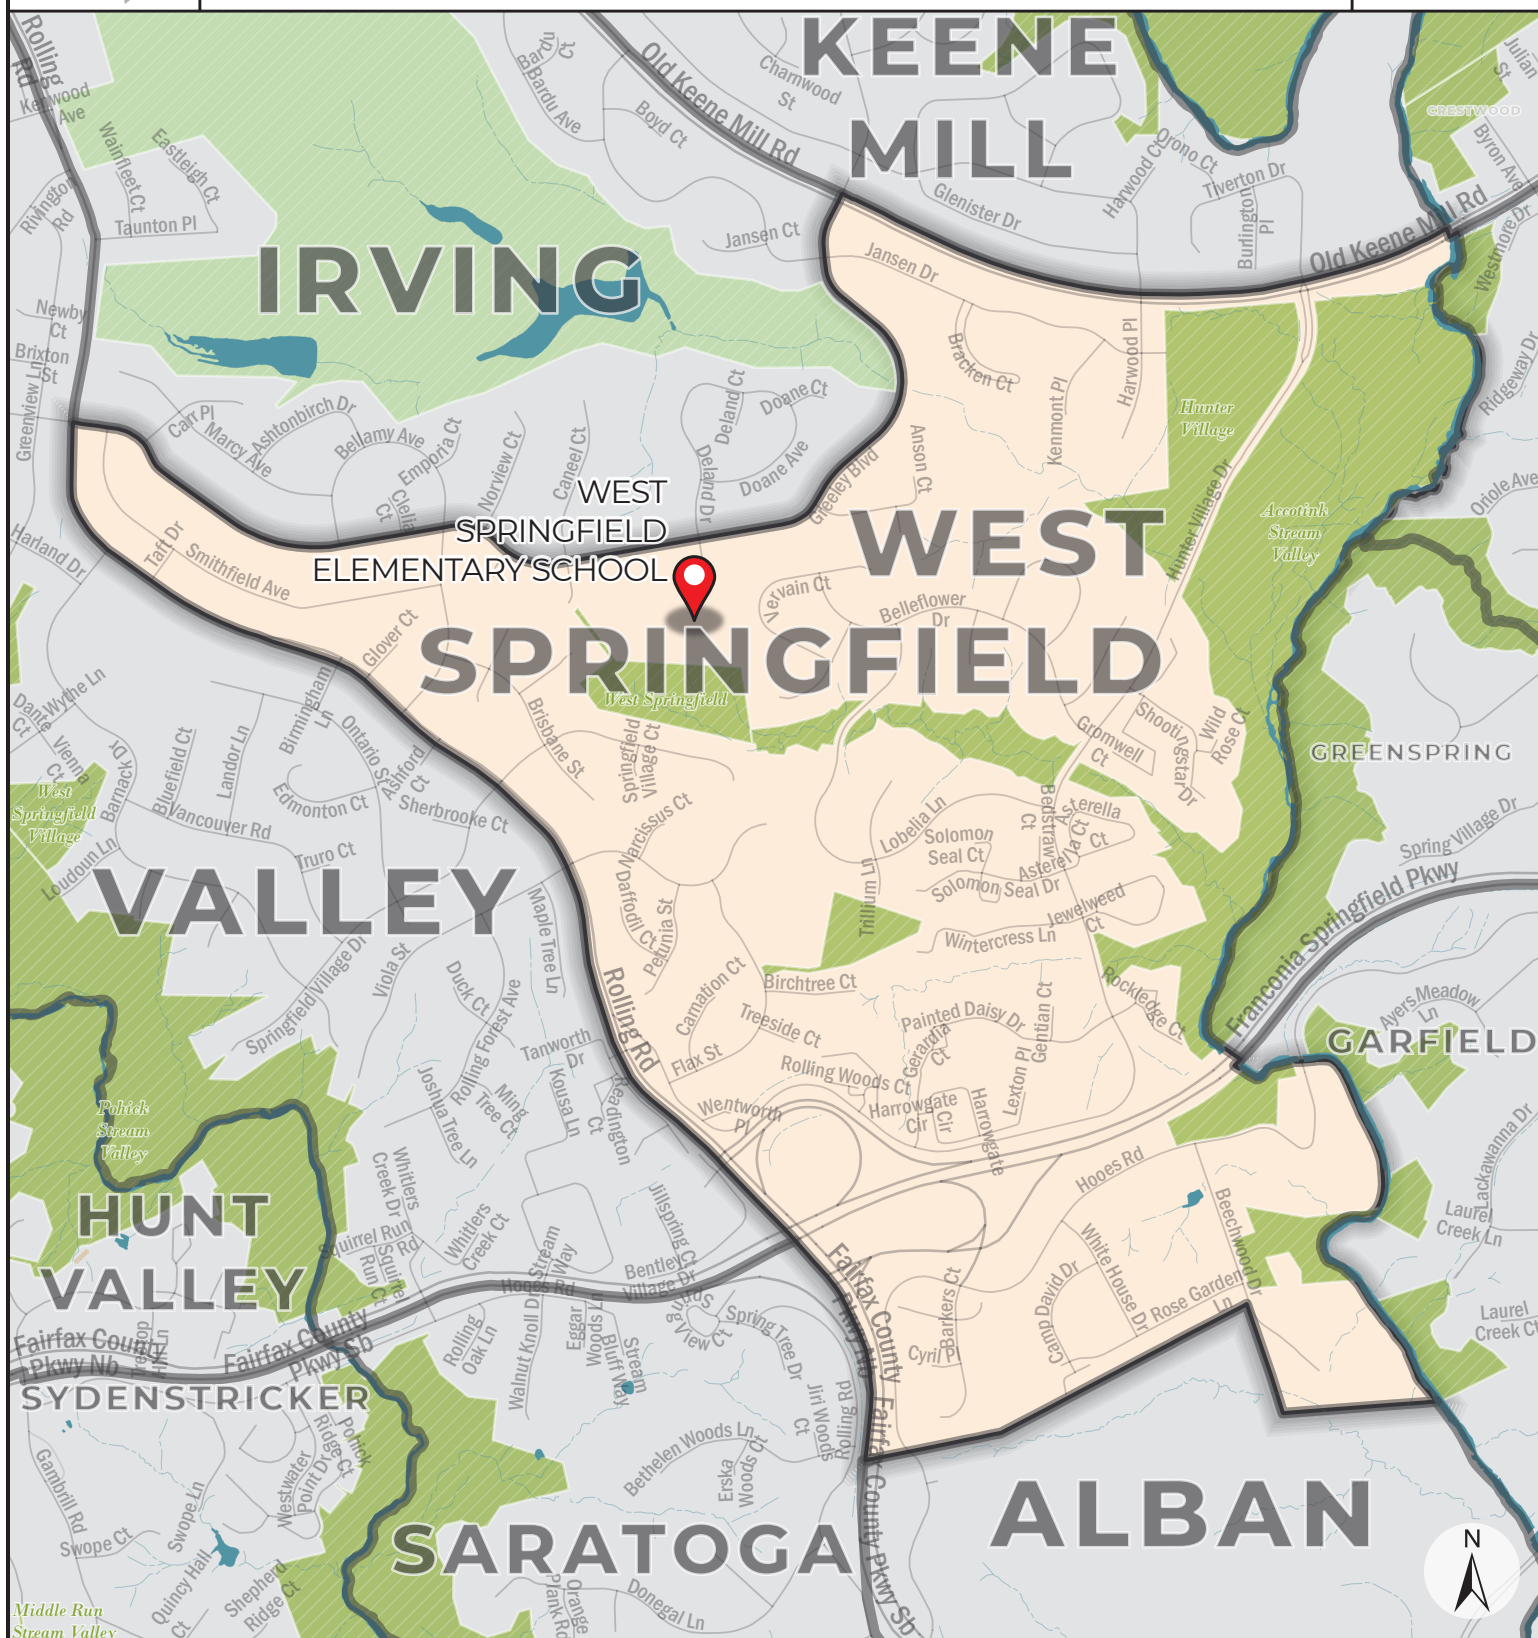 KEENE
MILL
IRVING
WEST
SPRINGFIELD
ELEMENTARY SCHOOL
WEST
SPRINGFIELD
VALLEY
HUNT
VALLEY
SYDENSTRICKER
SARATOGA
ALBAN
GREENSPRING
GARFIELD
CRESTWOOD
Rolling
Rd
Kenwood
Ave
Wainfleet Ct
Eastleigh Ct
Rivington
Rd
Taunton Pl
Bardu
Ct
Bardu Ave
Boyd Ct
Old Keene Mill Rd
Charnwood
St
Glenister Dr
Harwood Ct
Orono Ct
Tiverton Dr
Burlington
Pl
Old Keene Mill Rd
Julian
St
Byron Ave
Westmore Dr
Ridgeway Dr
Oriole Ave
Jansen Ct
Jansen Dr
Newby
Ct
Brixton
St
Greenview Ln
Carr Pl
Marcy Ave
Ashtonbirch Dr
Bellamy Ave
Emporia Ct
Clelia
Ct
Norview Ct
Caneel Ct
Deland Ct
Doane Ct
Deland Dr
Doane Ave
Greeley Blvd
Anson Ct
Bracken Ct
Kenmont Pl
Harwood Pl
Hunter
Village
Hunter Village Dr
Accotink
Stream
Valley
Harland Dr
Taft Dr
Smithfield Ave
Glover Ct
Vervain Ct
Belleflower
Dr
West Springfield
Wythe Ln
Dante
Ct
Vienna
Ct
Barnack Dr
Bluefield Ct
Landor Ln
Birmingham
Ln
Ontario St
Ashford
Ct
Edmonton Ct
Vancouver Rd
Sherbrooke Ct
Truro Ct
West
Springfield
Village
Loudoun Ln
Brisbane St
Springfield
Village Ct
Narcissus Ct
Daffodil Ct
Petunia St
Carnation Ct
Flax St
Gromwell
Ct
Shooting
star Dr
Wild
Rose Ct
Lobelia Ln
Solomon
Seal Ct
Solomon Seal Dr
Bedstraw
Ct
Asterella
Ct
Asterella Ct
Jewelweed
Ct
Wintercress Ln
Trillium Ln
Birchtree Ct
Treeside Ct
Painted Daisy Dr
Gerardia
Ct
Gentian Ct
Rockledge Ct
Rolling Woods Ct
Lexton Pl
Harrowgate
Cir
Cir
Harrowgate
Wentworth
Pl
Spring Village Dr
Franconia Springfield Pkwy
Ayers Meadow
Ln
Lackawanna Dr
Laurel
Creek Ln
Laurel
Creek Ct
Springfield Village Dr
Viola St
Maple Tree Ln
Duck Ct
Rolling Forest Ave
Tanworth
Dr
Rolling Rd
Joshua Tree Ln
Ming
Tree Ct
Kousa Ln
Readington
Ct
Pohick
Stream
Valley
Whitlers
Creek Dr
Squirrel Run
Rd
Squirrel
Run Ct
Whitlers
Creek Ct
Stream
Way
Jillspring Ct
Bentley
Village Dr
Hooes Rd
Fairfax County
Pkwy Nb
Fairfax County
Pkwy Sb
Rolling
Oak Ln
Walnut Knoll Dr
Eggar
Woods Ln
Stream
Bluff Way
View Ct
Spring Tree Dr
Jiri Woods
Ct
Rolling Rd
Fairfax County
Pkwy Nb
Fairfax County Pkwy Sb
Hooes Rd
Beechwood Dr
White House Dr
Camp David Dr
Rose Garden
Ln
Barkers Ct
Cyril Pl
Gambrill Rd
Swope Ct
Swope Ln
Quincy Hall
Ct
Shepherd
Ridge Ct
Westwater
Point Dr
Pohick
Ridge Ct
Bethelen Woods Ln
Erska
Woods Ct
Orange
Plank Rd
Donegal Ln
Middle Run
Stream Valley
N